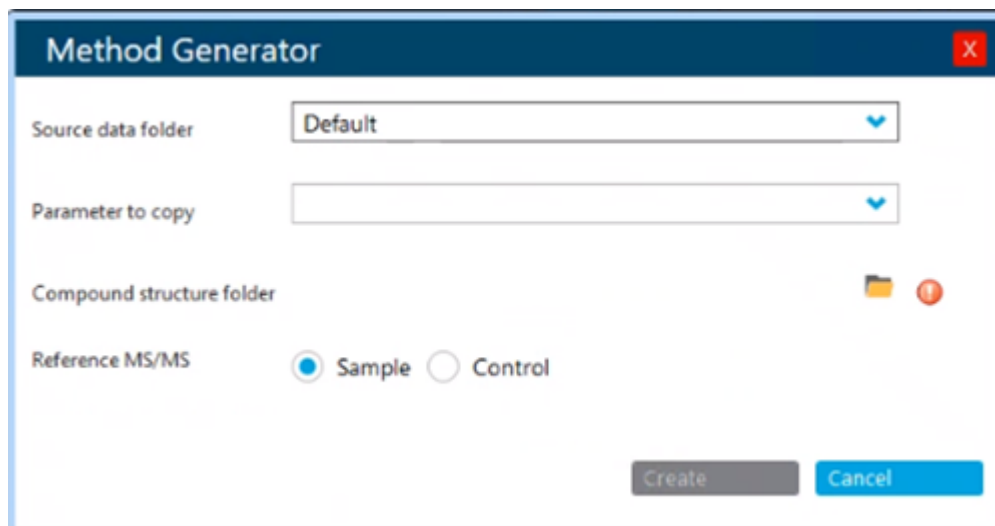 Method Generator X
Source data folder Default
Parameter to copy
Compound structure folder
Reference MS/MS Sample Control
Create Cancel